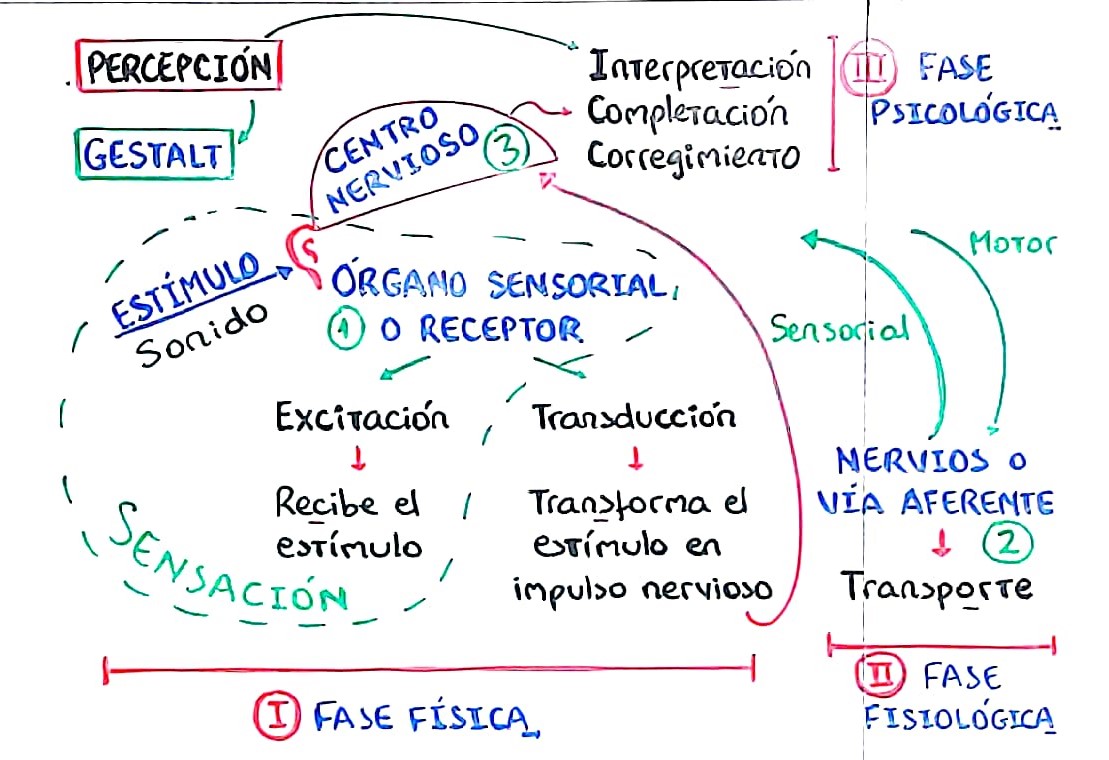 PERCEPCIÓN
GESTALT
Interpretación
Completación
Corregimiento
III FASE
PSICOLÓGICA
CENTRO
NERVIOSO 3
ESTÍMULO
Sonido
ÓRGANO SENSORIAL
1 O RECEPTOR
Excitación
Recibe el
estímulo
Transducción
Transforma el
estímulo en
impulso nervioso
SENSACIÓN
Motor
Sensorial
NERVIOS O
VÍA AFERENTE
2
Transporte
I FASE FÍSICA
II FASE
FISIOLÓGICA